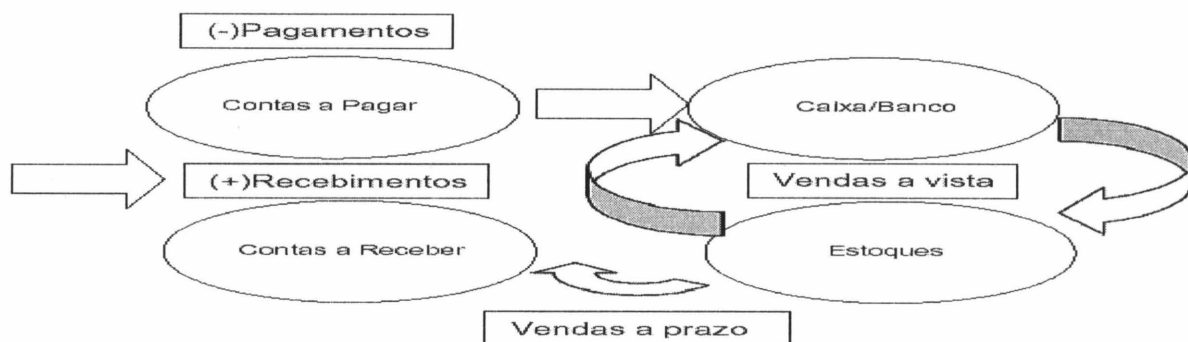 (-)Pagamentos
Contas a Pagar
Caixa/Banco
(+)Recebimentos
Vendas a vista
Contas a Receber
Estoques
Vendas a prazo